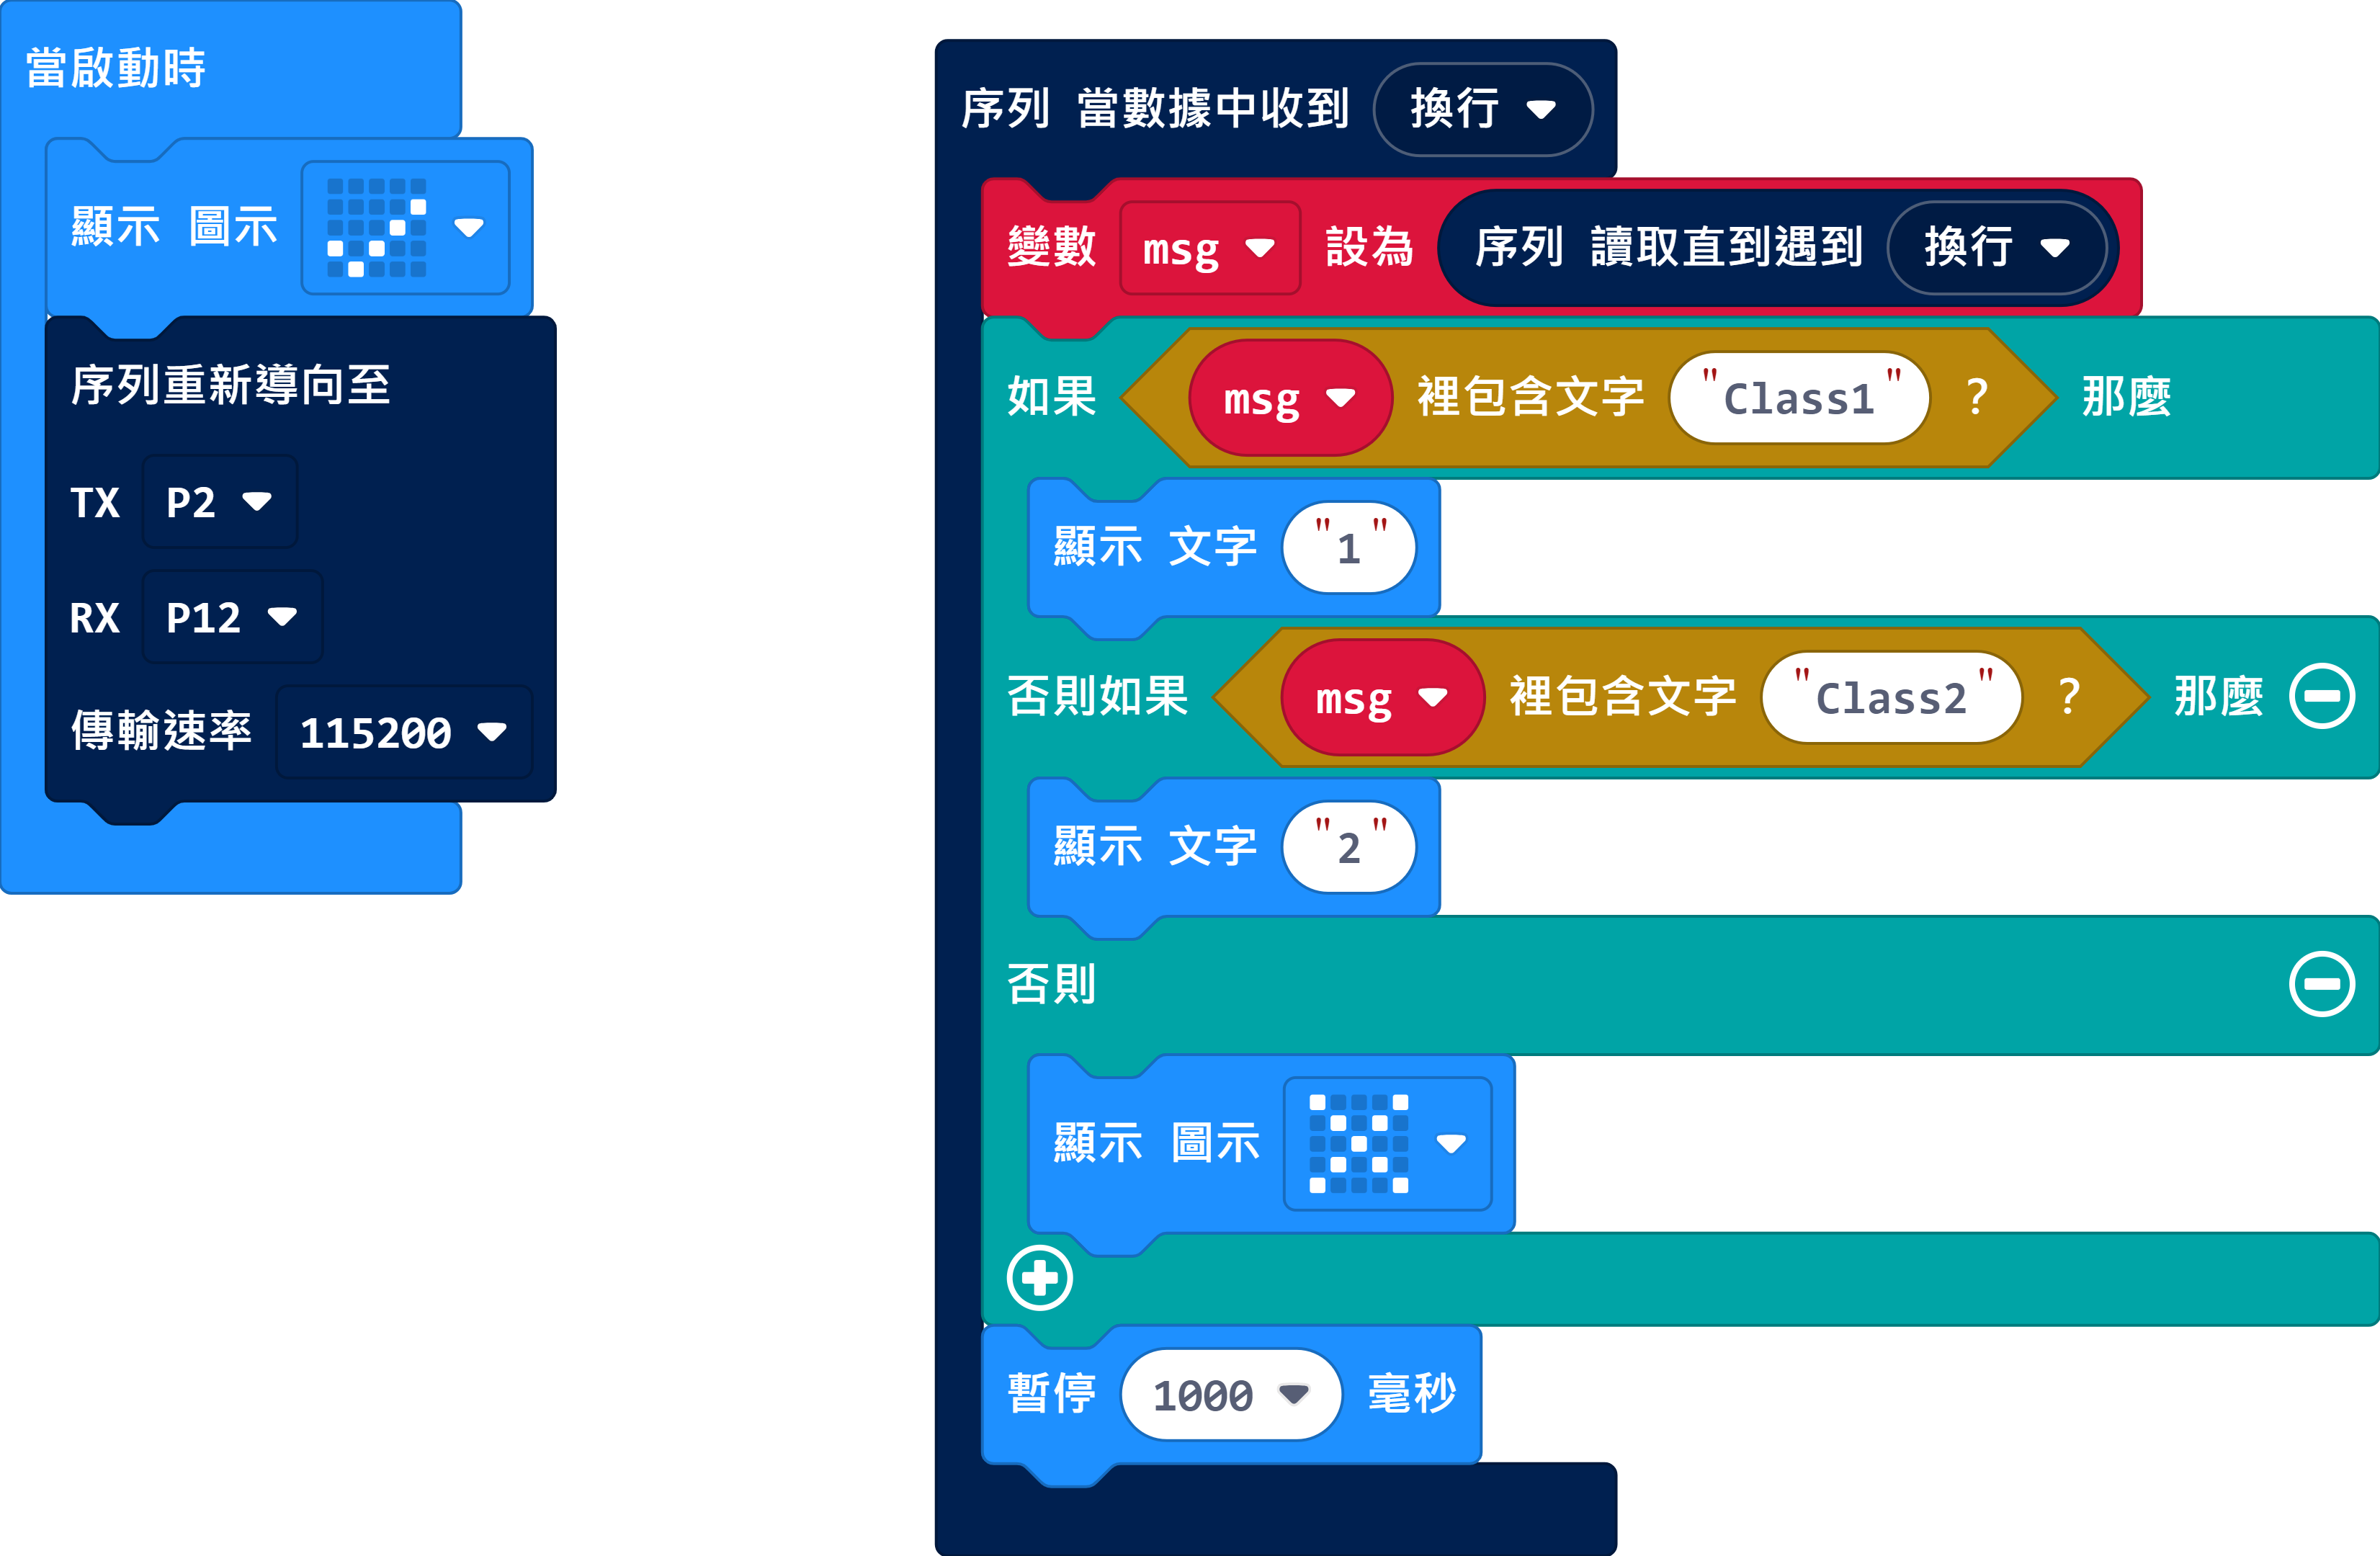 當啟動時
顯示 圖示
序列重新導向至
TX P2
RX P12
傳輸速率 115200
序列 當數據中收到 換行
變數 msg 設為 序列 讀取直到遇到 換行
如果 msg 裡包含文字 "Class1" ? 那麼
顯示 文字 "1"
否則如果 msg 裡包含文字 "Class2" ? 那麼
顯示 文字 "2"
否則
顯示 圖示
暫停 1000 毫秒